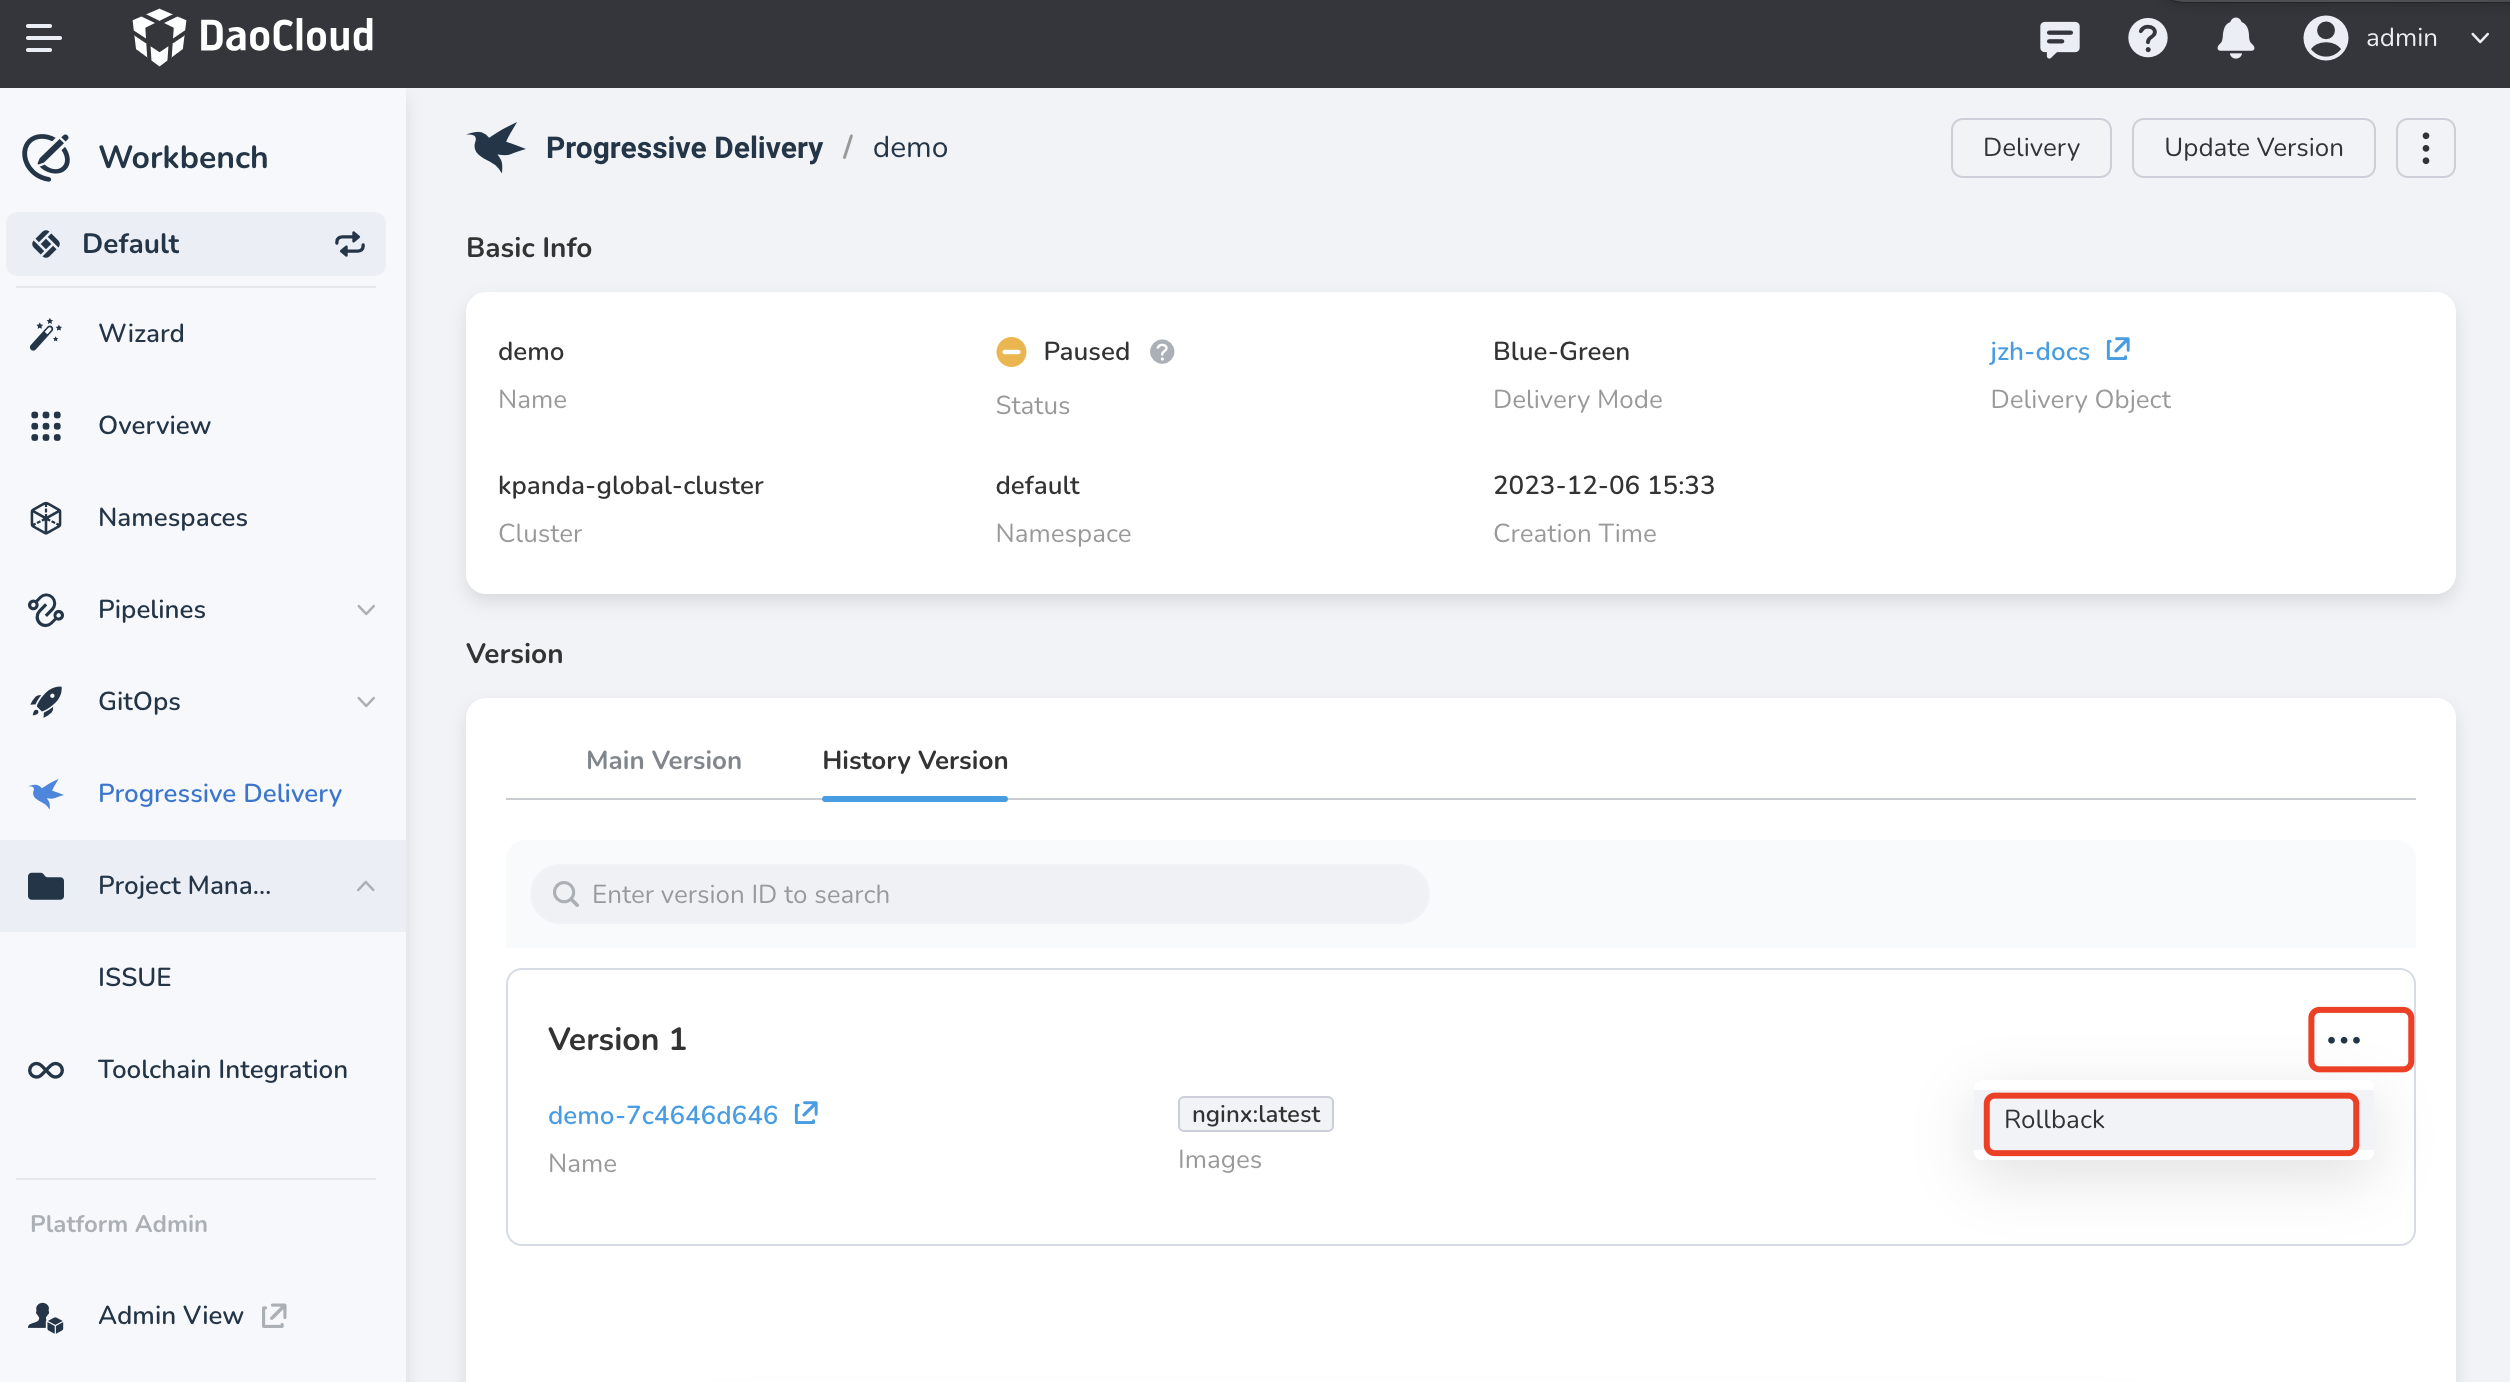 DaoCloud
admin
Workbench
Default
Wizard
Overview
Namespaces
Pipelines
GitOps
Progressive Delivery
Project Mana...
ISSUE
Toolchain Integration
Platform Admin
Admin View
Progressive Delivery / demo
Delivery
Update Version
Basic Info
demo
Name
Paused
Status
Blue-Green
Delivery Mode
jzh-docs
Delivery Object
kpanda-global-cluster
Cluster
default
Namespace
2023-12-06 15:33
Creation Time
Version
Main Version
History Version
Enter version ID to search
Version 1
demo-7c4646d646
Name
nginx:latest
Images
Rollback